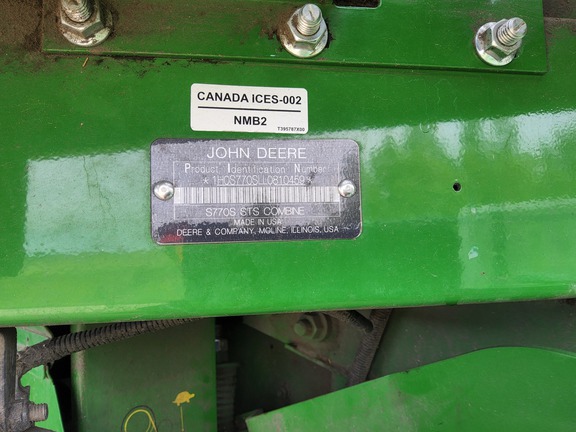 CANADA ICES-002
NMB2
T395787X00
JOHN DEERE
Product Identification Number
S770S STS COMBINE
MADE IN USA
DEERE & COMPANY, MOLINE, ILLINOIS, USA